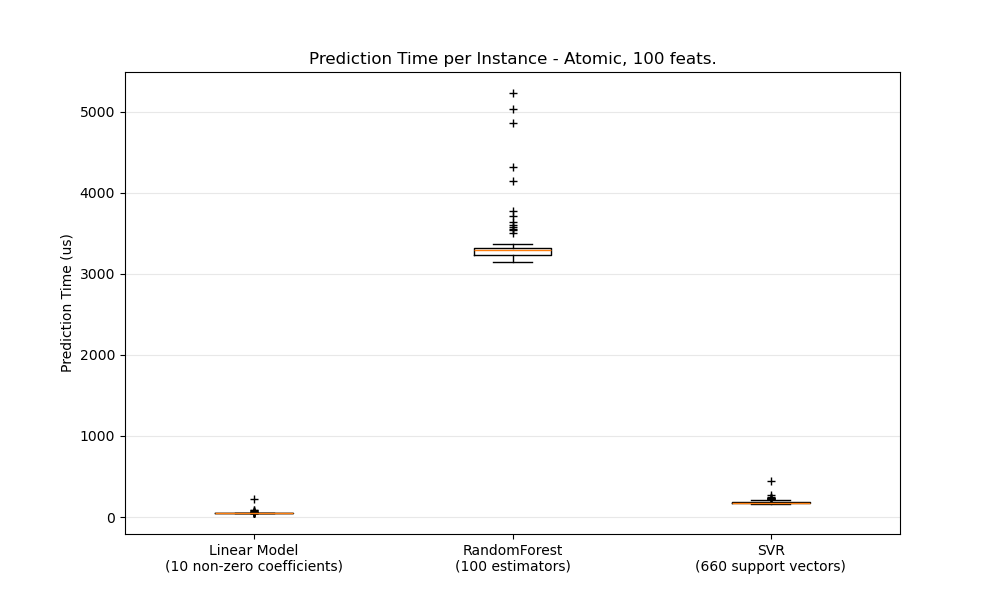 Prediction Time per Instance - Atomic, 100 feats.
Prediction Time (us)
5000
4000
3000
2000
1000
0
Linear Model
(10 non-zero coefficients)
RandomForest
(100 estimators)
SVR
(660 support vectors)